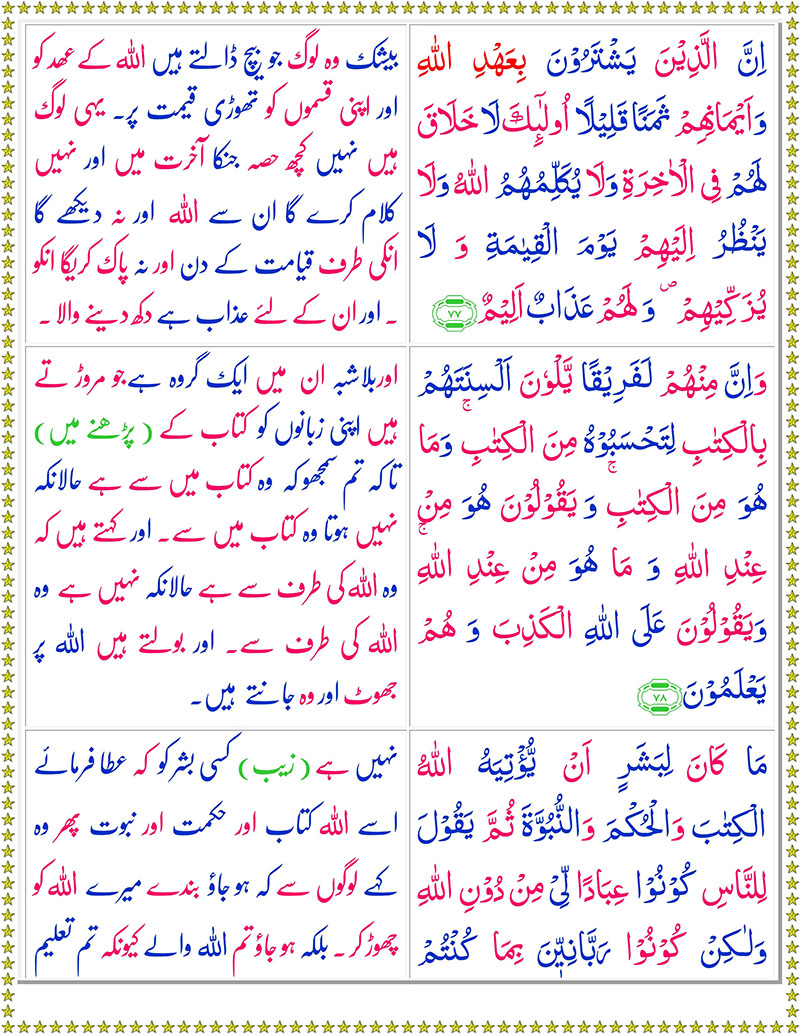 اِنَّ الَّذِيْنَ يَشْتَرُوْنَ بِعَهْدِ اللّٰهِ
وَاَيْمَانِهِمْ ثَمَنًا قَلِيْلًا اُولٰٓئِكَ لَا خَلَاقَ
لَهُمْ فِي الْاٰخِرَةِ وَلَا يُكَلِّمُهُمُ اللّٰهُ وَلَا
يَنْظُرُ اِلَيْهِمْ يَوْمَ الْقِيٰمَةِ وَ لَا
يُزَكِّيْهِمْ ۖ وَلَهُمْ عَذَابٌ اَلِيْمٌ ﴿٧٧﴾
بیشک وہ لوگ جو بیچ ڈالتے ہیں اللہ کے عہد کو
اور اپنی قسموں کو تھوڑی قیمت پر۔ یہی لوگ
ہیں نہیں کچھ حصہ جنکا آخرت میں اور نہیں
کلام کرے گا ان سے اللہ اور نہ دیکھے گا
انکی طرف قیامت کے دن اور نہ پاک کریگا انکو
۔ اور ان کے لئے عذاب ہے دکھ دینے والا ۔
وَاِنَّ مِنْهُمْ لَفَرِيْقًا يَّلْوٗنَ اَلْسِنَتَهُمْ
بِالْكِتٰبِ لِتَحْسَبُوْهُ مِنَ الْكِتٰبِ وَمَا
هُوَ مِنَ الْكِتٰبِ ۚ وَ يَقُوْلُوْنَ هُوَ مِنْ
عِنْدِ اللّٰهِ وَ مَا هُوَ مِنْ عِنْدِ اللّٰهِ ۚ
وَيَقُوْلُوْنَ عَلَى اللّٰهِ الْكَذِبَ وَ هُمْ
يَعْلَمُوْنَ ﴿٧٨﴾
اور بلاشبہ ان میں ایک گروہ ہے جو مروڑ تے
ہیں اپنی زبانوں کو کتاب کے (پڑھنے میں)
تاکہ تم سمجھو کہ وہ کتاب میں سے ہے حالانکہ
نہیں ہوتا وہ کتاب میں سے۔ اور کہتے ہیں کہ
وہ اللہ کی طرف سے ہے حالانکہ نہیں ہے وہ
اللہ کی طرف سے۔ اور بولتے ہیں اللہ پر
جھوٹ اور وہ جانتے ہیں۔
مَا كَانَ لِبَشَرٍ اَنْ يُّؤْتِيَهُ اللّٰهُ
الْكِتٰبَ وَالْحُكْمَ وَالنُّبُوَّةَ ثُمَّ يَقُوْلَ
لِلنَّاسِ كُوْنُوْا عِبَادًا لِّيْ مِنْ دُوْنِ اللّٰهِ
وَلٰكِنْ كُوْنُوْا رَبَّانِيّٖنَ بِمَا كُنْتُمْ
نہیں ہے (زیب) کسی بشر کو کہ عطا فرمائے
اسے اللہ کتاب اور حکمت اور نبوت پھر وہ
کہے لوگوں سے کہ ہو جاؤ بندے میرے اللہ کو
چھوڑ کر ۔ بلکہ ہو جاؤ تم اللہ والے کیونکہ تم تعلیم